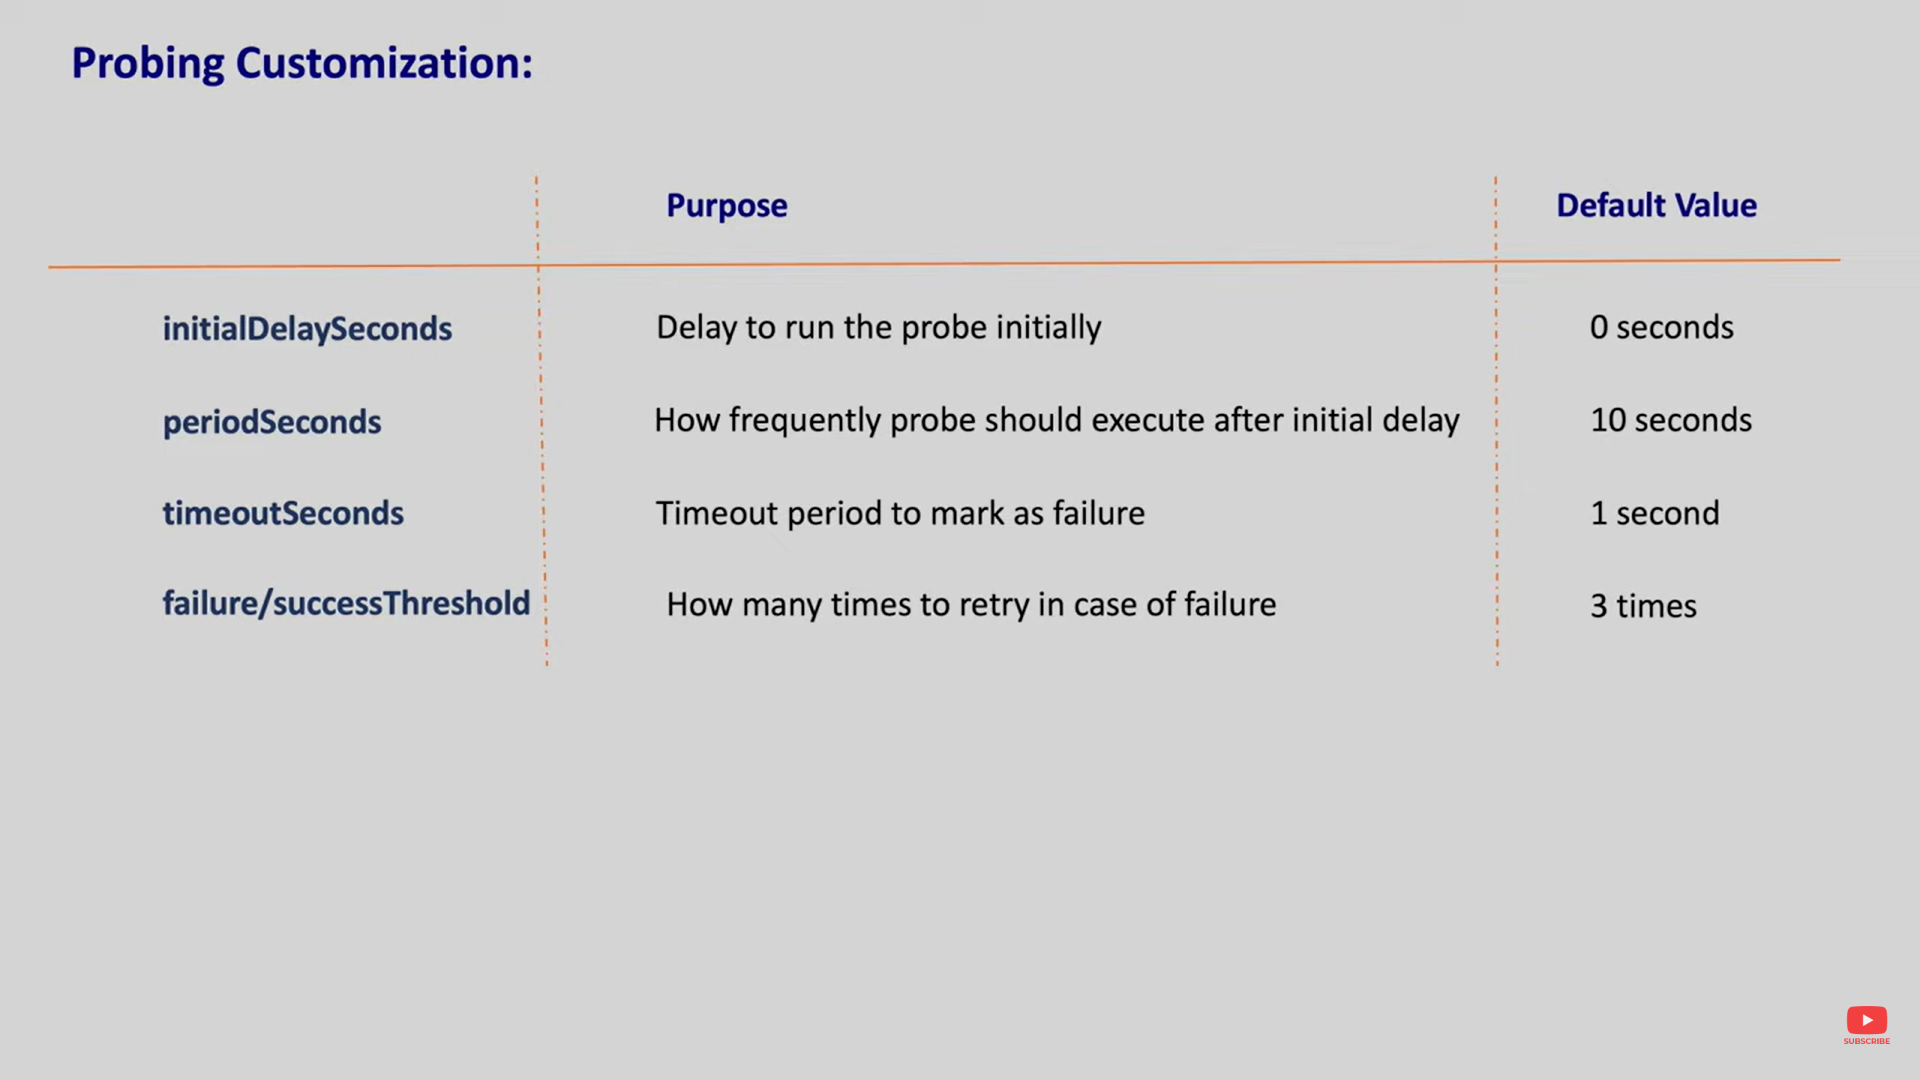 Probing Customization:
Purpose Default Value
initialDelaySeconds Delay to run the probe initially 0 seconds
periodSeconds How frequently probe should execute after initial delay 10 seconds
timeoutSeconds Timeout period to mark as failure 1 second
failure/successThreshold How many times to retry in case of failure 3 times
SUBSCRIBE